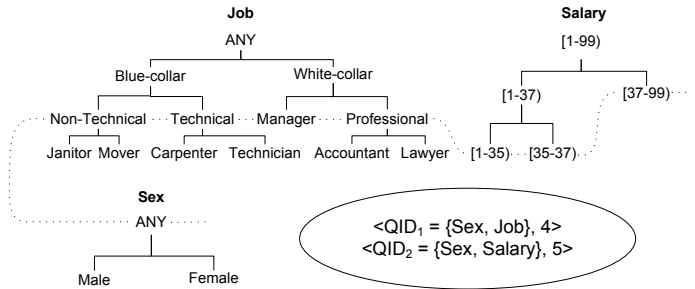 Job
Salary
ANY
[1-99)
Blue-collar
White-collar
[1-37)
[37-99)
Non-Technical
Technical
Manager
Professional
Janitor
Mover
Carpenter
Technician
Accountant
Lawyer
[1-35)
[35-37)
Sex
ANY
<QID1 = {Sex, Job}, 4>
<QID2 = {Sex, Salary}, 5>
Male
Female